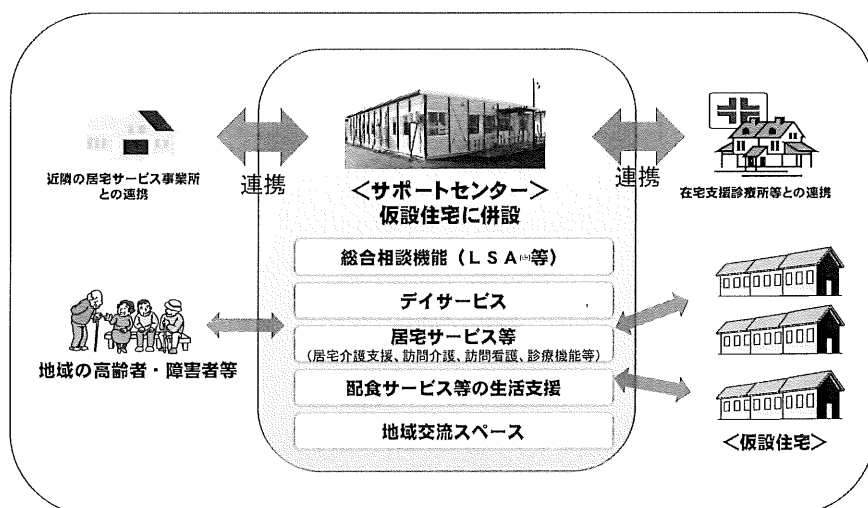 近隣の居宅サービス事業所
との連携
連携
<サポートセンター>
仮設住宅に併設
連携
在宅支援診療所等との連携
総合相談機能(LSA(注)等)
デイサービス
居宅サービス等
(居宅介護支援、訪問介護、訪問看護、診療機能等)
配食サービス等の生活支援
地域交流スペース
地域の高齢者・障害者等
<仮設住宅>